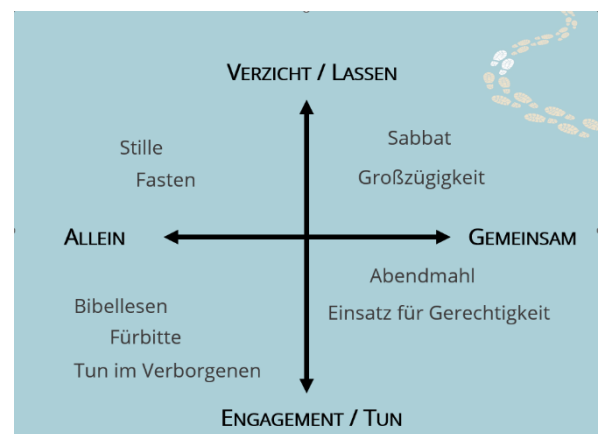 VERZICHT / LASSEN
Stille
Fasten
Sabbat
Großzügigkeit
ALLEIN
GEMEINSAM
Bibellesen
Fürbitte
Tun im Verborgenen
Abendmahl
Einsatz für Gerechtigkeit
ENGAGEMENT / TUN